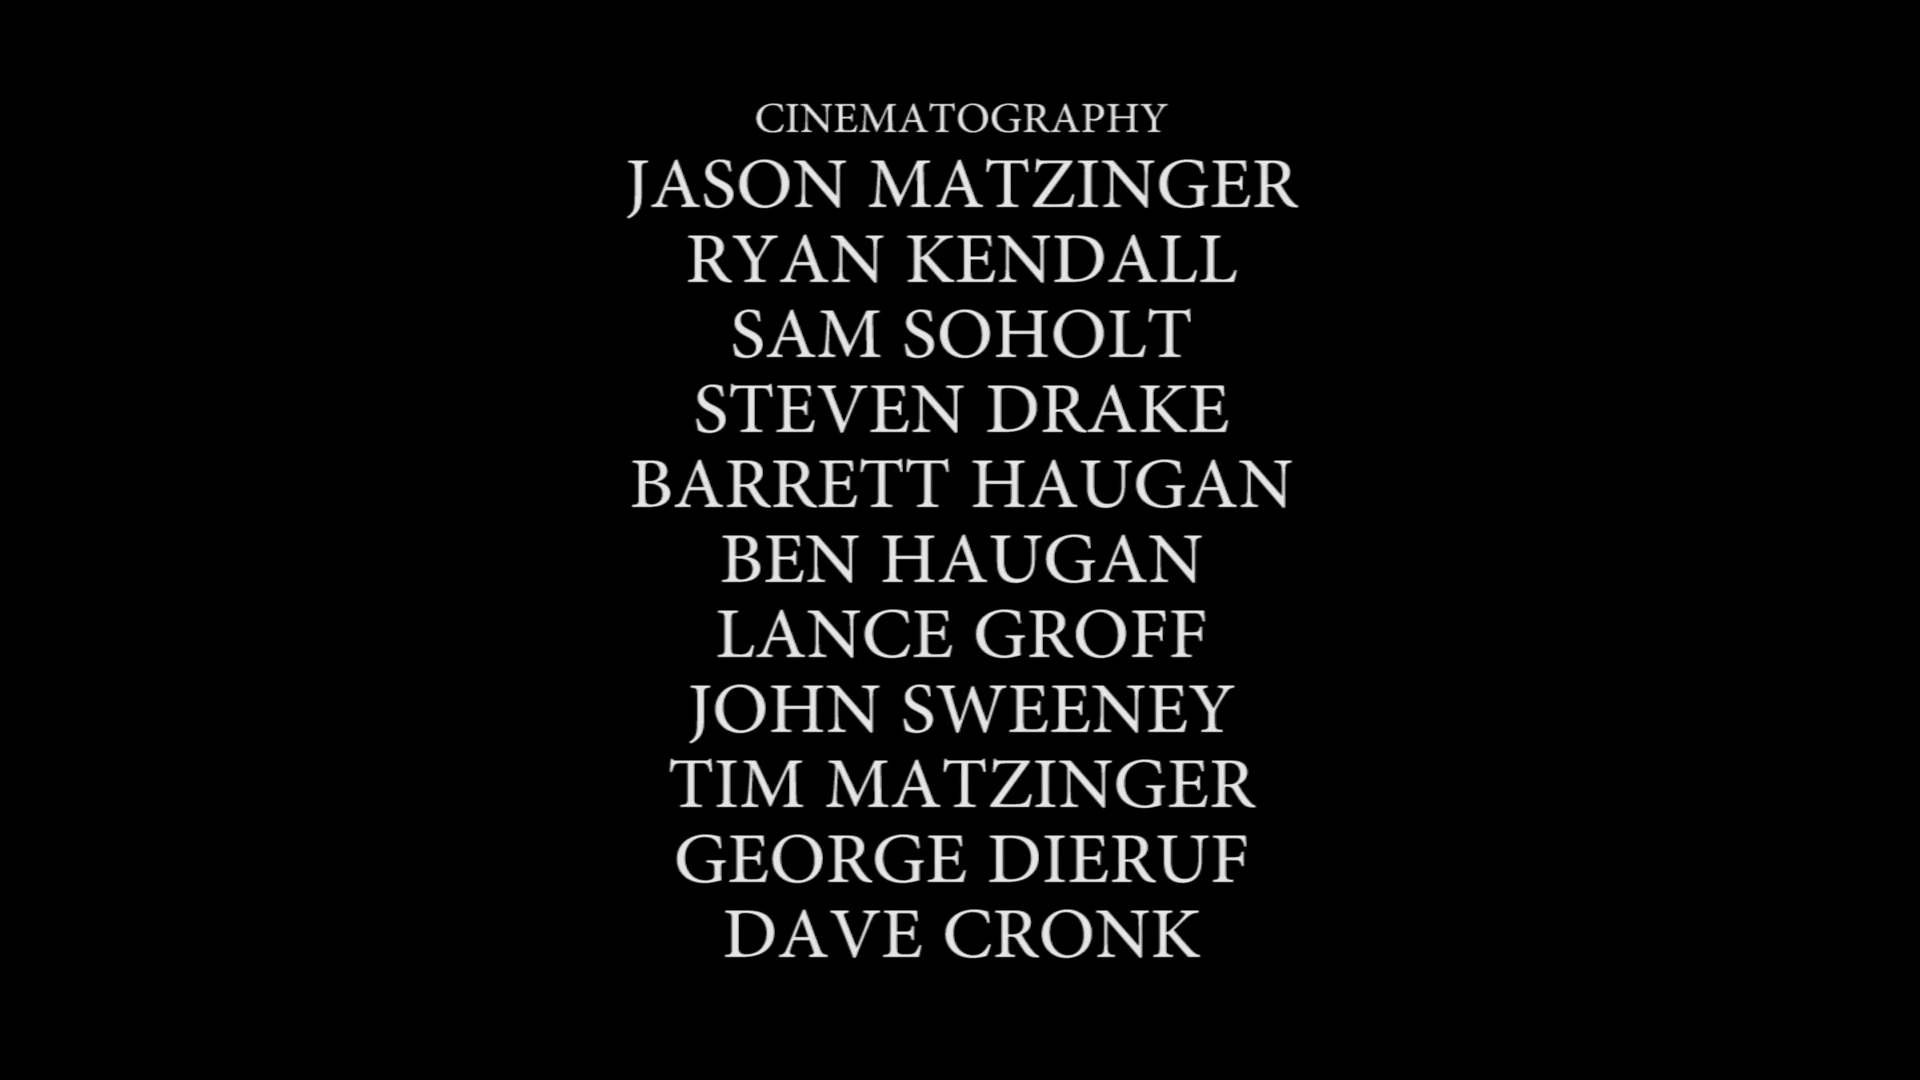 CINEMATOGRAPHY
JASON MATZINGER
RYAN KENDALL
SAM SOHOLT
STEVEN DRAKE
BARRETT HAUGAN
BEN HAUGAN
LANCE GROFF
JOHN SWEENEY
TIM MATZINGER
GEORGE DIERUF
DAVE CRONK